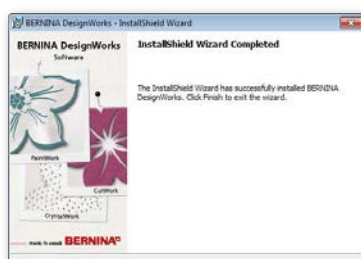 BERNINA DesignWorks - InstallShield Wizard
BERNINA DesignWorks
Software
InstallShield Wizard Completed
The InstallShield Wizard has successfully installed BERNINA
DesignWorks. Click Finish to exit the wizard.
PaintWork
CutWork
CrystalWork
made to create BERNINA